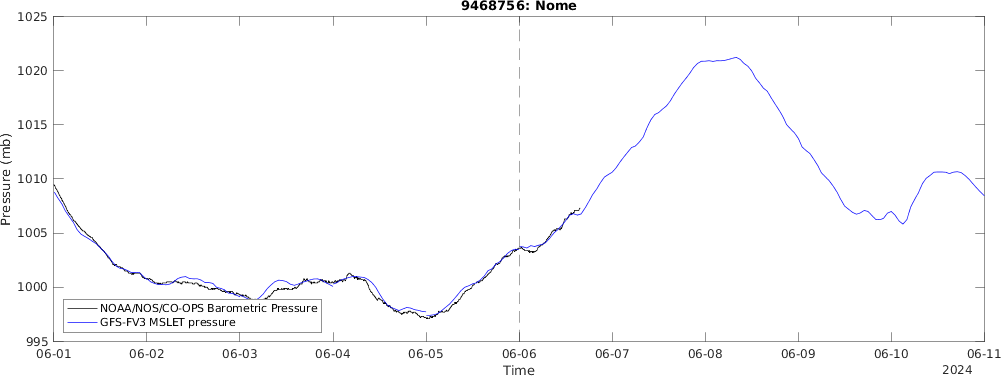 9468756: Nome
1025
1020
1015
1010
1005
1000
995
Pressure (mb)
NOAA/NOS/CO-OPS Barometric Pressure
GFS-FV3 MSLET pressure
06-01 06-02 06-03 06-04 06-05 06-06 06-07 06-08 06-09 06-10 06-11
Time
2024